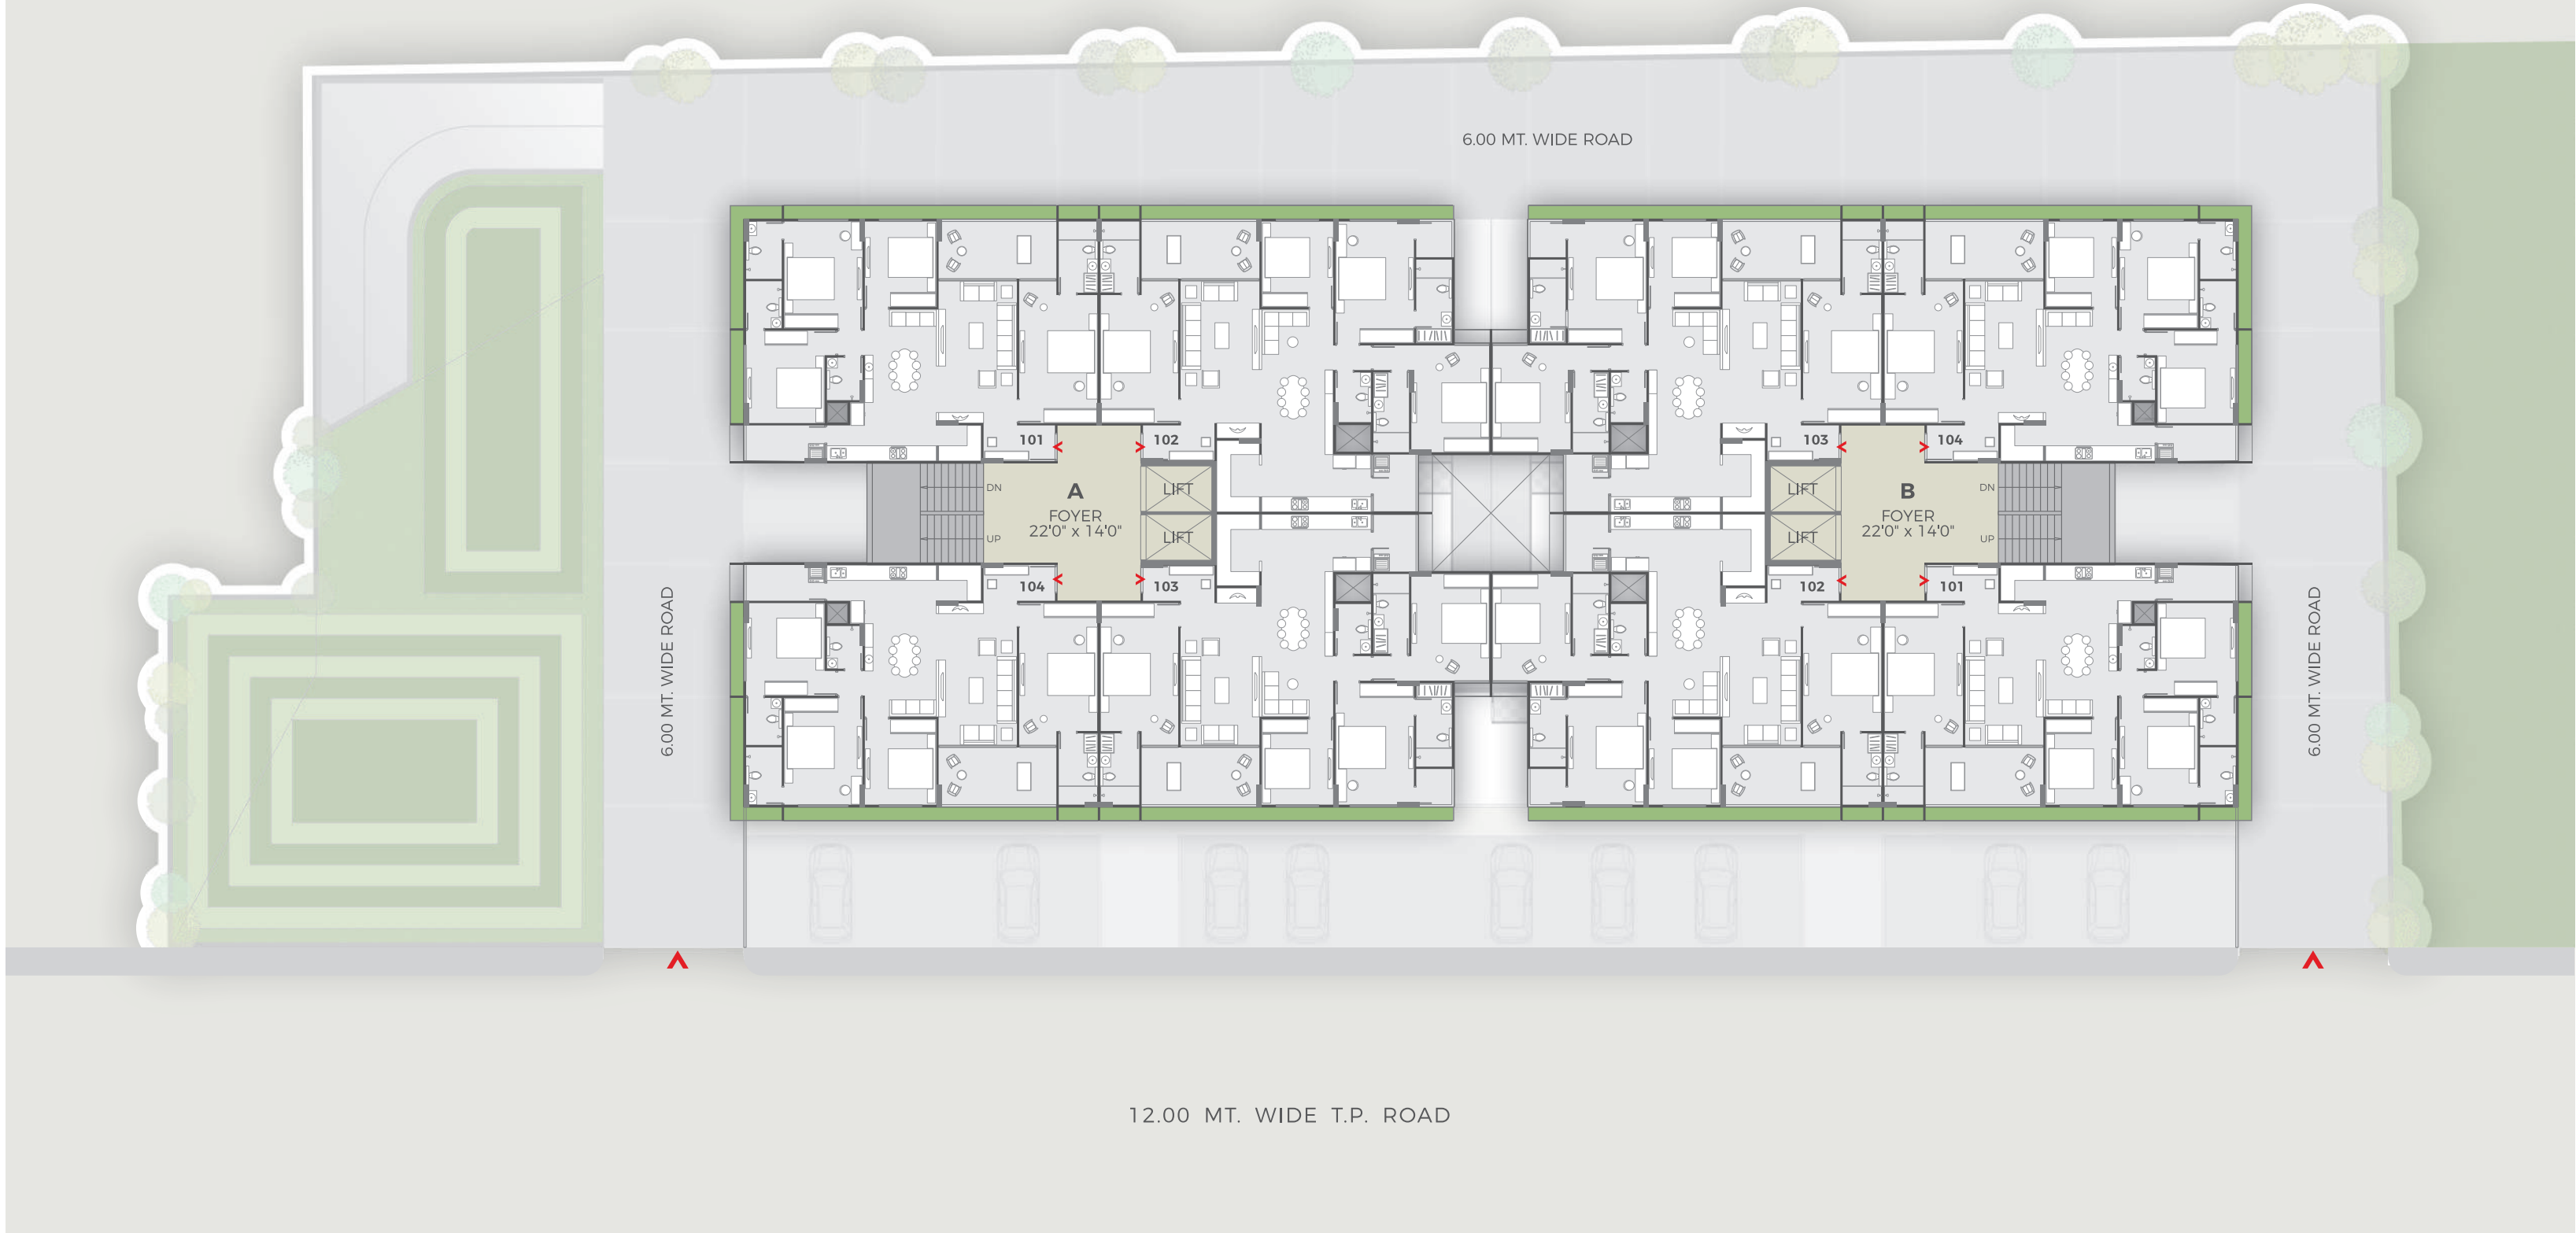 6.00 MT. WIDE ROAD
101
102
103
104
DN
A
LIFT
LIFT
B
DN
FOYER
22'0" x 14'0"
FOYER
22'0" x 14'0"
UP
LIFT
LIFT
UP
104
103
102
101
6.00 MT. WIDE ROAD
6.00 MT. WIDE ROAD
12.00 MT. WIDE T.P. ROAD